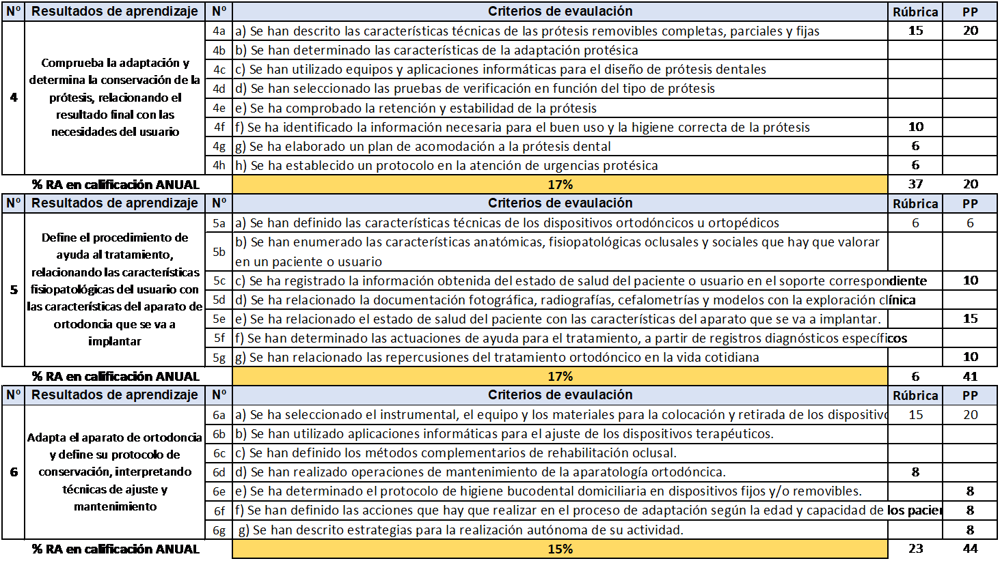 Nº Resultados de aprendizaje Nº Criterios de evaulación Rúbrica PP
4 Comprueba la adaptación y determina la conservación de la prótesis, relacionando el resultado final con las necesidades del usuario
4a a) Se han descrito las características técnicas de las prótesis removibles completas, parciales y fijas 15 20
4b b) Se han determinado las características de la adaptación protésica
4c c) Se han utilizado equipos y aplicaciones informáticas para el diseño de prótesis dentales
4d d) Se han seleccionado las pruebas de verificación en función del tipo de prótesis
4e e) Se ha comprobado la retención y estabilidad de la prótesis
4f f) Se ha identificado la información necesaria para el buen uso y la higiene correcta de la prótesis 10
4g g) Se ha elaborado un plan de acomodación a la prótesis dental 6
4h h) Se ha establecido un protocolo en la atención de urgencias protésica 6
% RA en calificación ANUAL 17% 37 20
Nº Resultados de aprendizaje Nº Criterios de evaulación Rúbrica PP
5 Define el procedimiento de ayuda al tratamiento, relacionando las características fisiopatológicas del usuario con las características del aparato de ortodoncia que se va a implantar
5a a) Se han definido las características técnicas de los dispositivos ortodóncicos u ortopédicos 6 6
5b b) Se han enumerado las características anatómicas, fisiopatológicas oclusales y sociales que hay que valorar
en un paciente o usuario
5c c) Se ha registrado la información obtenida del estado de salud del paciente o usuario en el soporte correspondiente 10
5d d) Se ha relacionado la documentación fotográfica, radiografías, cefalometrías y modelos con la exploración clínica
5e e) Se ha relacionado el estado de salud del paciente con las características del aparato que se va a implantar. 15
5f f) Se han determinado las actuaciones de ayuda para el tratamiento, a partir de registros diagnósticos específicos
5g g) Se han relacionado las repercusiones del tratamiento ortodóncico en la vida cotidiana 10
% RA en calificación ANUAL 17% 6 41
Nº Resultados de aprendizaje Nº Criterios de evaulación Rúbrica PP
6 Adapta el aparato de ortodoncia y define su protocolo de conservación, interpretando técnicas de ajuste y mantenimiento
6a a) Se ha seleccionado el instrumental, el equipo y los materiales para la colocación y retirada de los dispositivo 15 20
6b b) Se han utilizado aplicaciones informáticas para el ajuste de los dispositivos terapéuticos.
6c c) Se han definido los métodos complementarios de rehabilitación oclusal.
6d d) Se han realizado operaciones de mantenimiento de la aparatología ortodóncica. 8
6e e) Se ha determinado el protocolo de higiene bucodental domiciliaria en dispositivos fijos y/o removibles. 8
6f f) Se han definido las acciones que hay que realizar en el proceso de adaptación según la edad y capacidad de los pacien 8
6g g) Se han descrito estrategias para la realización autónoma de su actividad. 8
% RA en calificación ANUAL 15% 23 44